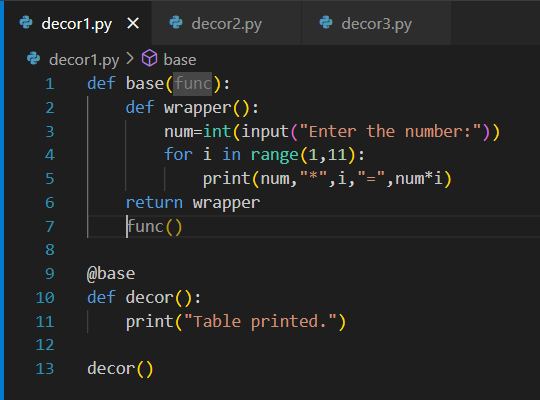 decor1.py × decor2.py decor3.py
decor1.py > base
1 def base(func):
2     def wrapper():
3         num=int(input("Enter the number:"))
4         for i in range(1,11):
5             print(num,"*",i,"=",num*i)
6     return wrapper
7     func()
8
9 @base
10 def decor():
11     print("Table printed.")
12
13 decor()